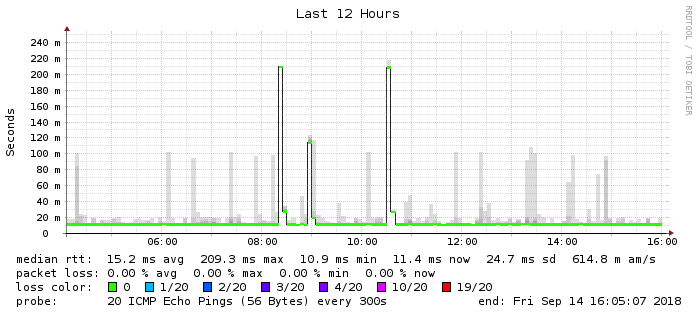 Last 12 Hours
RRDTOOL / TOBI OETIKER
Seconds
240 m
220 m
200 m
180 m
160 m
140 m
120 m
100 m
80 m
60 m
40 m
20 m
0
06:00 08:00 10:00 12:00 14:00 16:00
median rtt: 15.2 ms avg 209.3 ms max 10.9 ms min 11.4 ms now 24.7 ms sd 614.8 m am/s
packet loss: 0.00 % avg 0.00 % max 0.00 % min 0.00 % now
loss color: 0 1/20 2/20 3/20 4/20 10/20 19/20
probe: 20 ICMP Echo Pings (56 Bytes) every 300s end: Fri Sep 14 16:05:07 2018